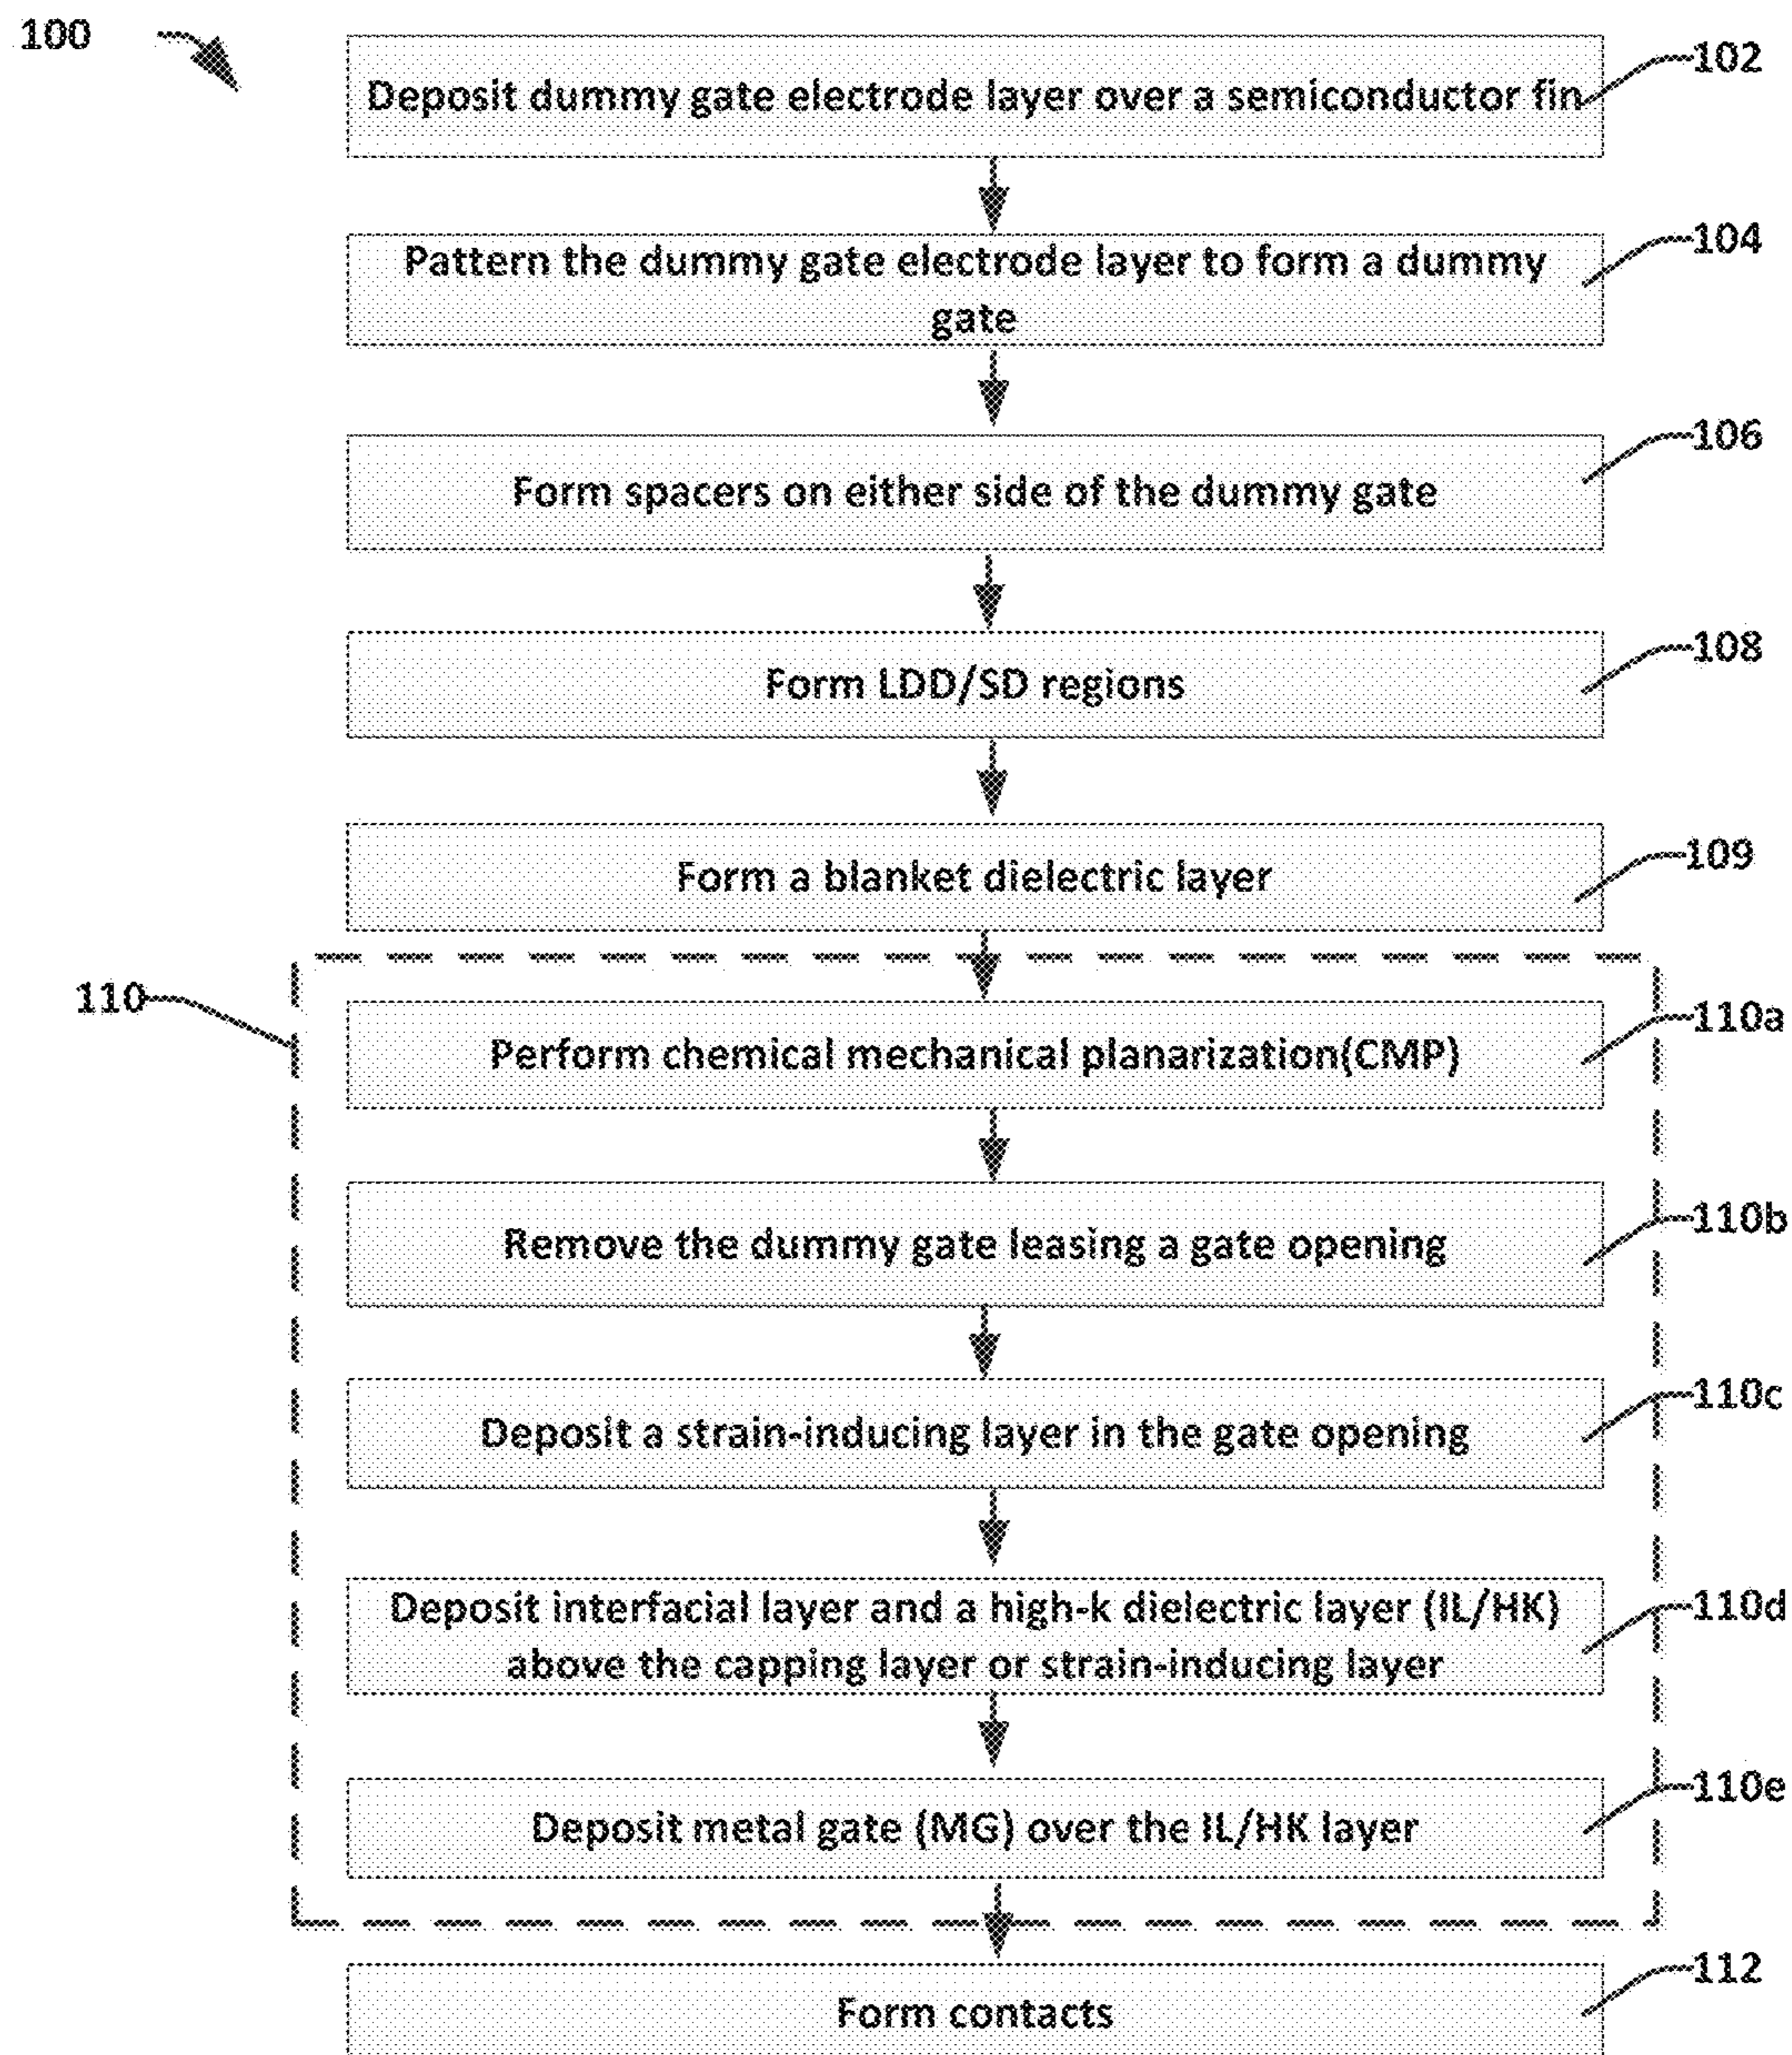 100
102
Deposit dummy gate electrode layer over a semiconductor fin
104
Pattern the dummy gate electrode layer to form a dummy
gate
106
Form spacers on either side of the dummy gate
108
Form LDD/SD regions
109
Form a blanket dielectric layer
110
110a
Perform chemical mechanical planarization(CMP)
110b
Remove the dummy gate leasing a gate opening
110c
Deposit a strain-inducing layer in the gate opening
110d
Deposit interfacial layer and a high-k dielectric layer (IL/HK)
above the capping layer or strain-inducing layer
110e
Deposit metal gate (MG) over the IL/HK layer
112
Form contacts